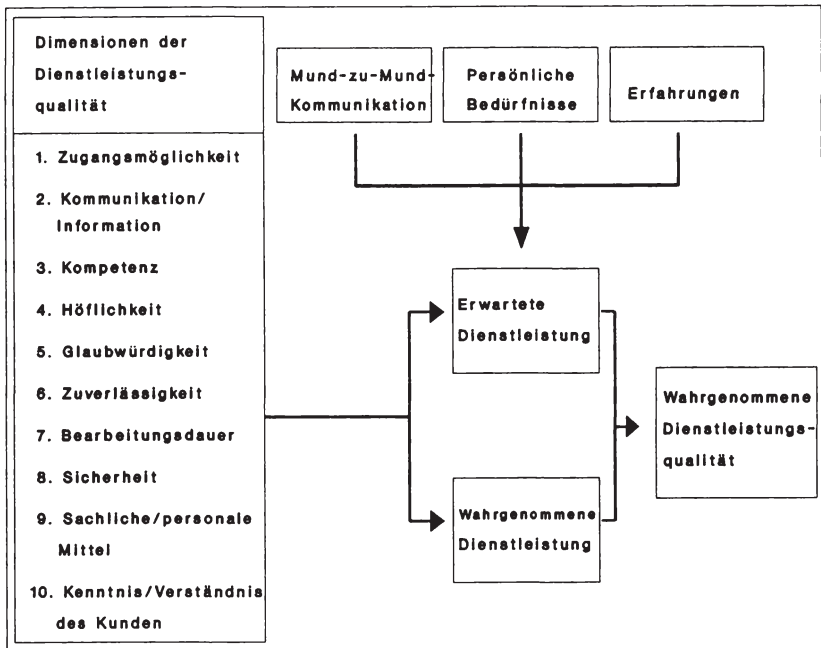 Dimensionen der
Dienstleistungs-
qualität
1. Zugangsmöglichkeit
2. Kommunikation/
Information
3. Kompetenz
4. Höflichkeit
5. Glaubwürdigkeit
6. Zuverlässigkeit
7. Bearbeitungsdauer
8. Sicherheit
9. Sachliche/personale
Mittel
10. Kenntnis/Verständnis
des Kunden
Mund-zu-Mund-
Kommunikation
Persönliche
Bedürfnisse
Erfahrungen
Erwartete
Dienstleistung
Wahrgenommene
Dienstleistung
Wahrgenommene
Dienstleistungs-
qualität